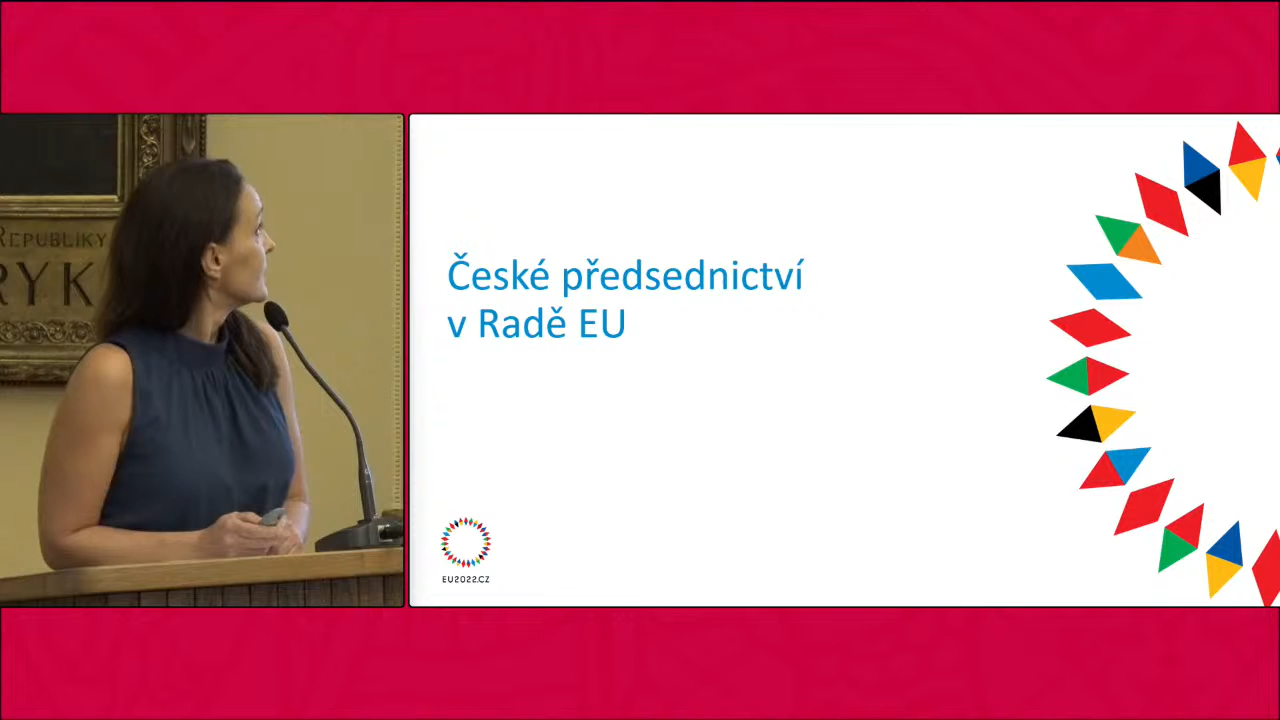 REPUBLIKY
RYK
České předsednictví
v Radě EU
EU2022.CZ